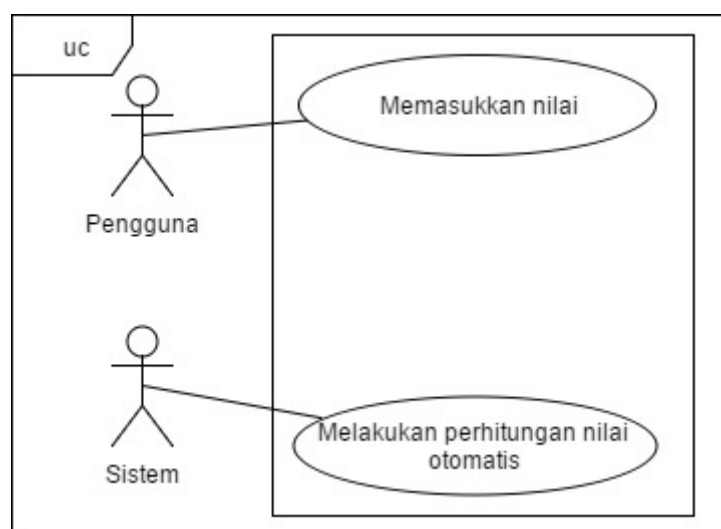 uc
Memasukkan nilai
Pengguna
Melakukan perhitungan nilai
otomatis
Sistem